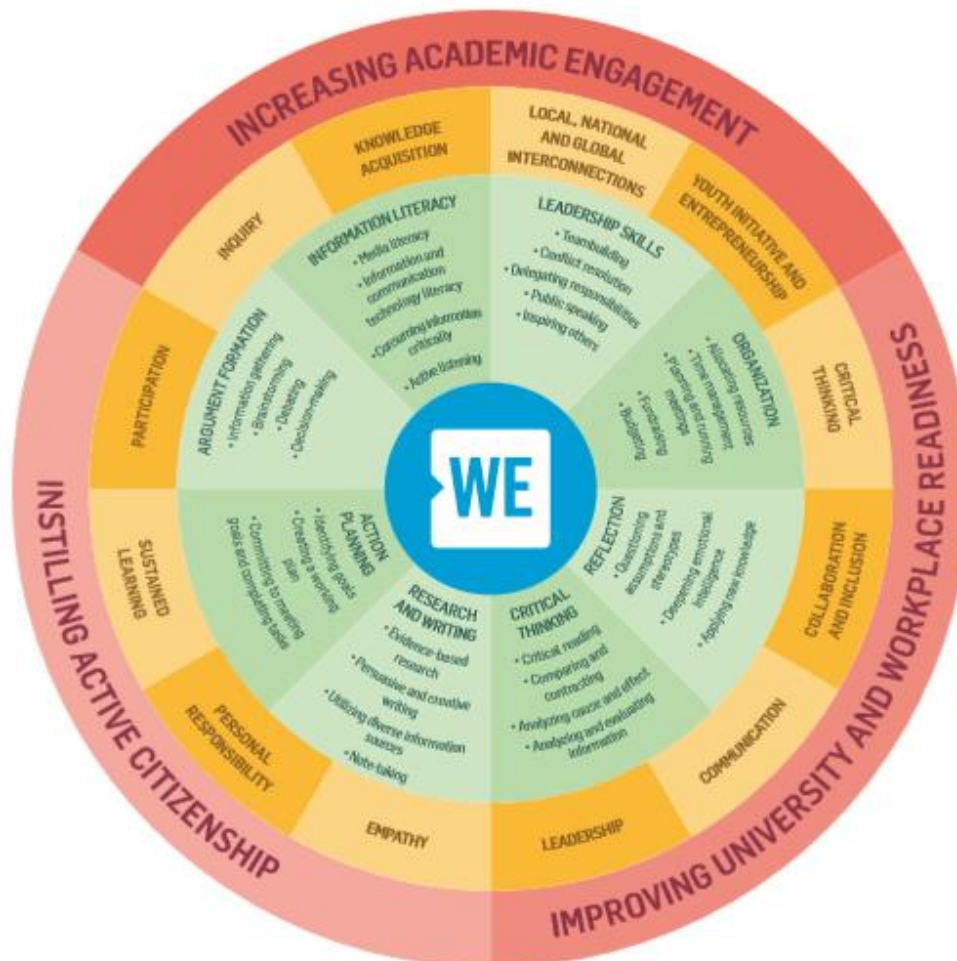 INCREASING ACADEMIC ENGAGEMENT
IMPROVING UNIVERSITY AND WORKPLACE READINESS
INSTILLING ACTIVE CITIZENSHIP
KNOWLEDGE
ACQUISITION
LOCAL, NATIONAL
AND GLOBAL
INTERCONNECTIONS
YOUTH INITIATIVE AND
ENTREPRENEURSHIP
CRITICAL
THINKING
COLLABORATION
AND INCLUSION
COMMUNICATION
LEADERSHIP
EMPATHY
PERSONAL
RESPONSIBILITY
SUSTAINED
LEARNING
PARTICIPATION
INQUIRY
INFORMATION LITERACY
• Media literacy
• Information and
communication
technology literacy
• Consuming information
critically
• Active listening
LEADERSHIP SKILLS
• Teambuilding
• Conflict resolution
• Delegating responsibilities
• Public speaking
• Inspiring others
ORGANIZATION
• Allocating resources
• Time management
• Planning and running
meetings
• Fundraising
• Budgeting
REFLECTION
• Questioning
assumptions and
stereotypes
• Deepening emotional
intelligence
• Applying new knowledge
CRITICAL
THINKING
• Critical reading
• Comparing and
contracting
• Analyzing cause and effect
• Analyzing and evaluating
information
RESEARCH
AND WRITING
• Evidence-based
research
• Persuasive and creative
writing
• Utilizing diverse information
sources
• Note-taking
ACTION
PLANNING
• Identifying goals
• Creating a working
plan
• Committing to meeting
goals and completing tasks
ARGUMENT FORMATION
• Information gathering
• Brainstorming
• Debating
• Decision-making
WE